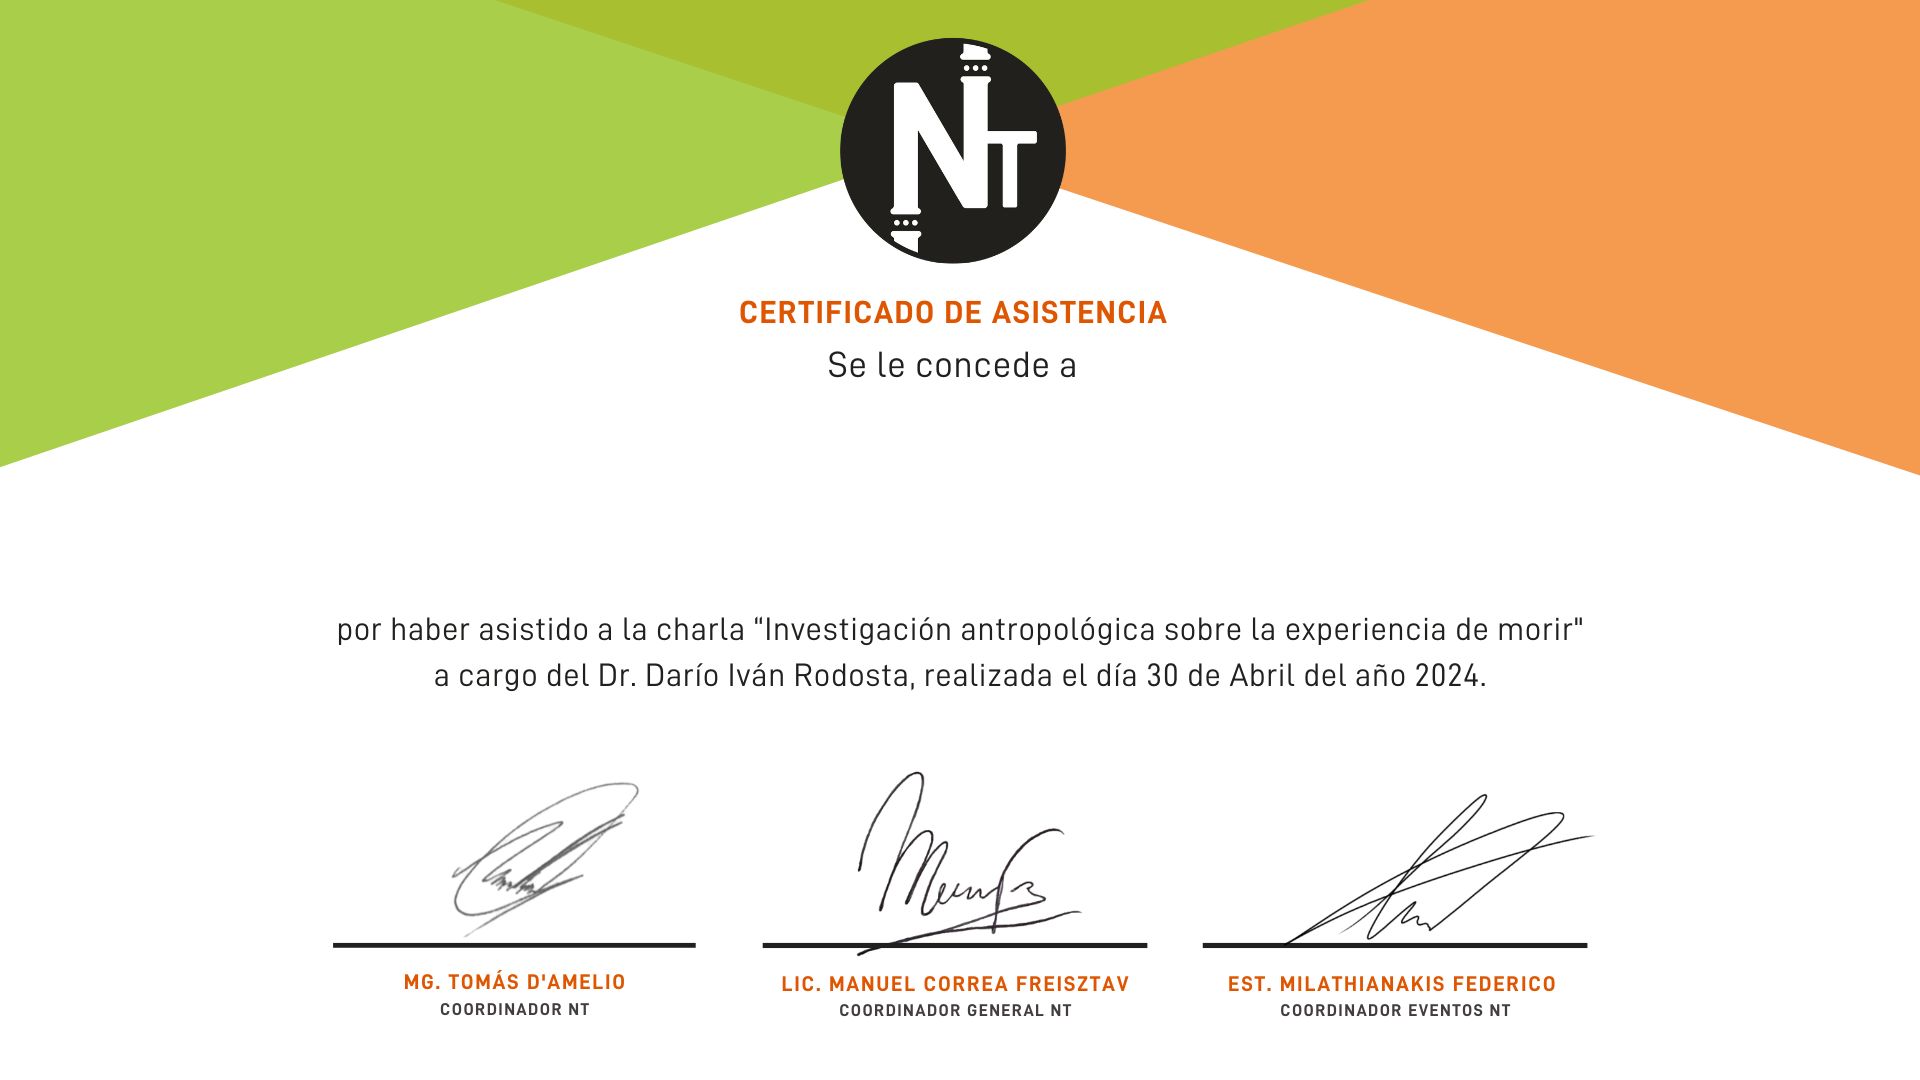 NT
CERTIFICADO DE ASISTENCIA
Se le concede a
por haber asistido a la charla “Investigación antropológica sobre la experiencia de morir"
a cargo del Dr. Darío Iván Rodosta, realizada el día 30 de Abril del año 2024.
MG. TOMÁS D'AMELIO
COORDINADOR NT
LIC. MANUEL CORREA FREISZTAV
COORDINADOR GENERAL NT
EST. MILATHIANAKIS FEDERICO
COORDINADOR EVENTOS NT